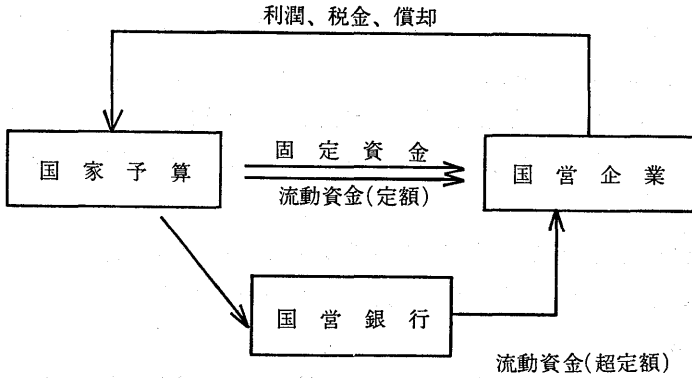 利潤、税金、償却
国家予算
固定資金
流動資金(定額)
国営企業
国営銀行
流動資金(超定額)